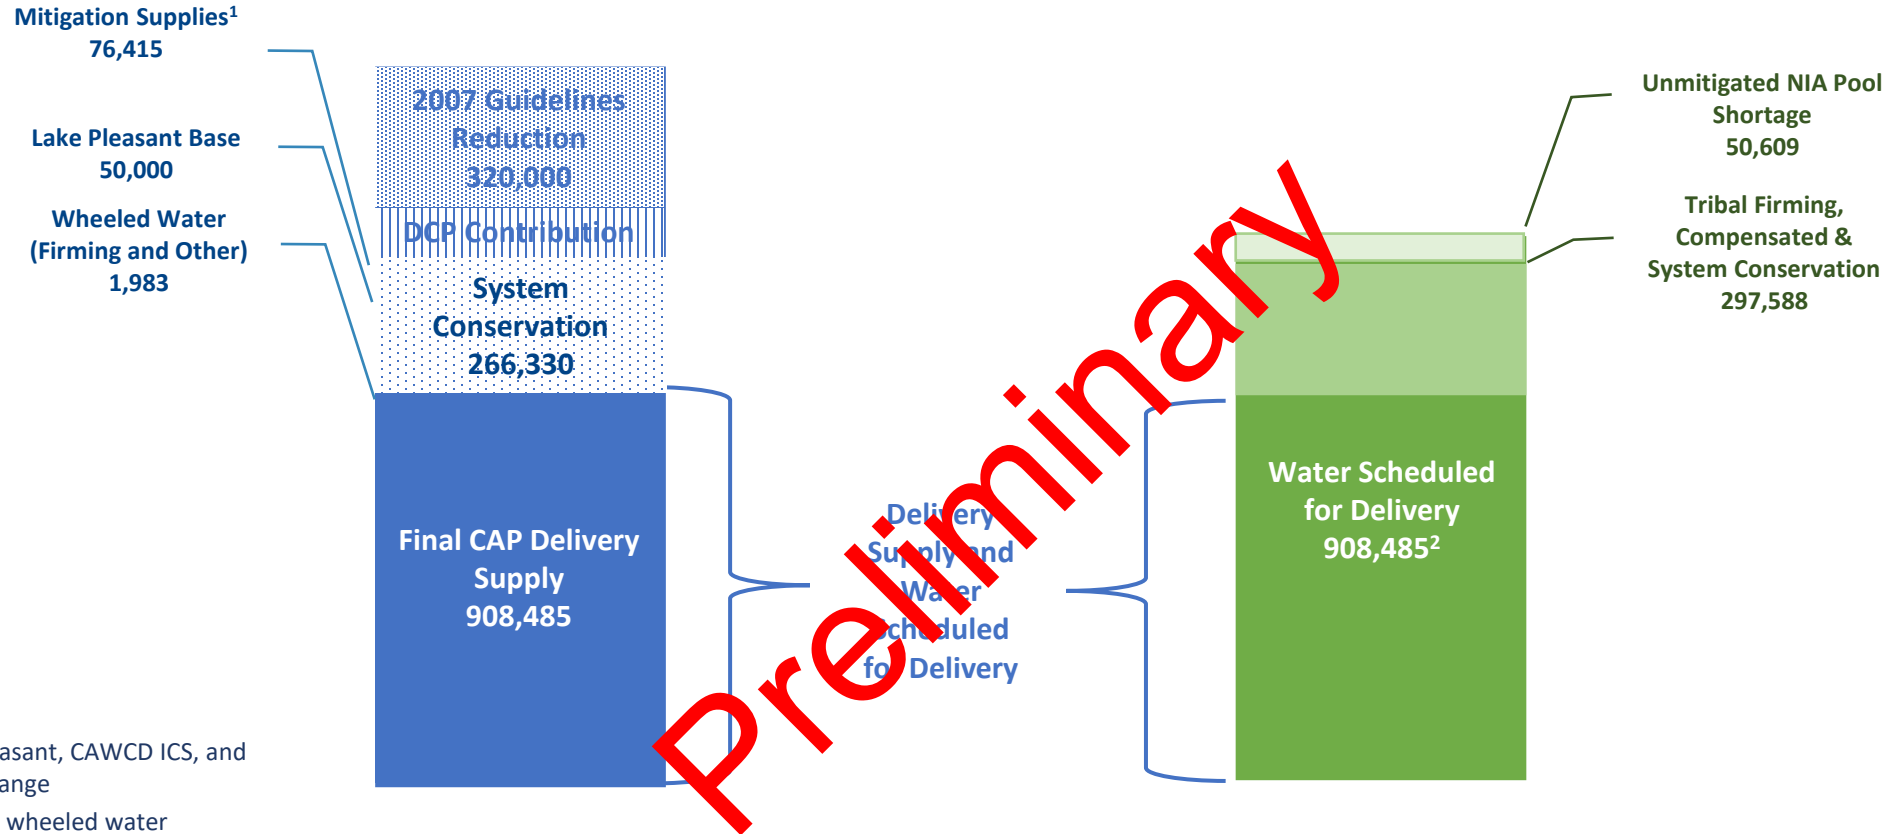 Mitigation Supplies¹
76,415
Lake Pleasant Base
50,000
Wheeled Water
(Firming and Other)
1,983
2007 Guidelines
Reduction
320,000
DCP Contribution
System
Conservation
266,330
Final CAP Delivery
Supply
908,485
Delivery
Supply and
Water
Scheduled
for Delivery
Preliminary
Water Scheduled
for Delivery
908,485²
Unmitigated NIA Pool
Shortage
50,609
Tribal Firming,
Compensated &
System Conservation
297,588
asant, CAWCD ICS, and
ange
wheeled water